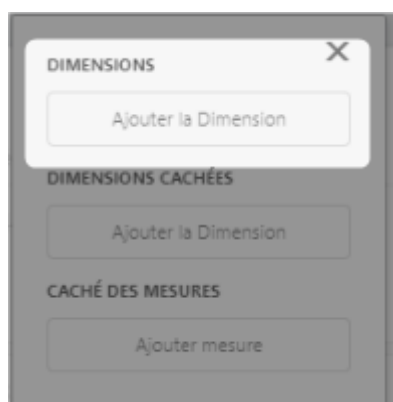 DIMENSIONS
Ajouter la Dimension
DIMENSIONS CACHÉES
Ajouter la Dimension
CACHÉ DES MESURES
Ajouter mesure